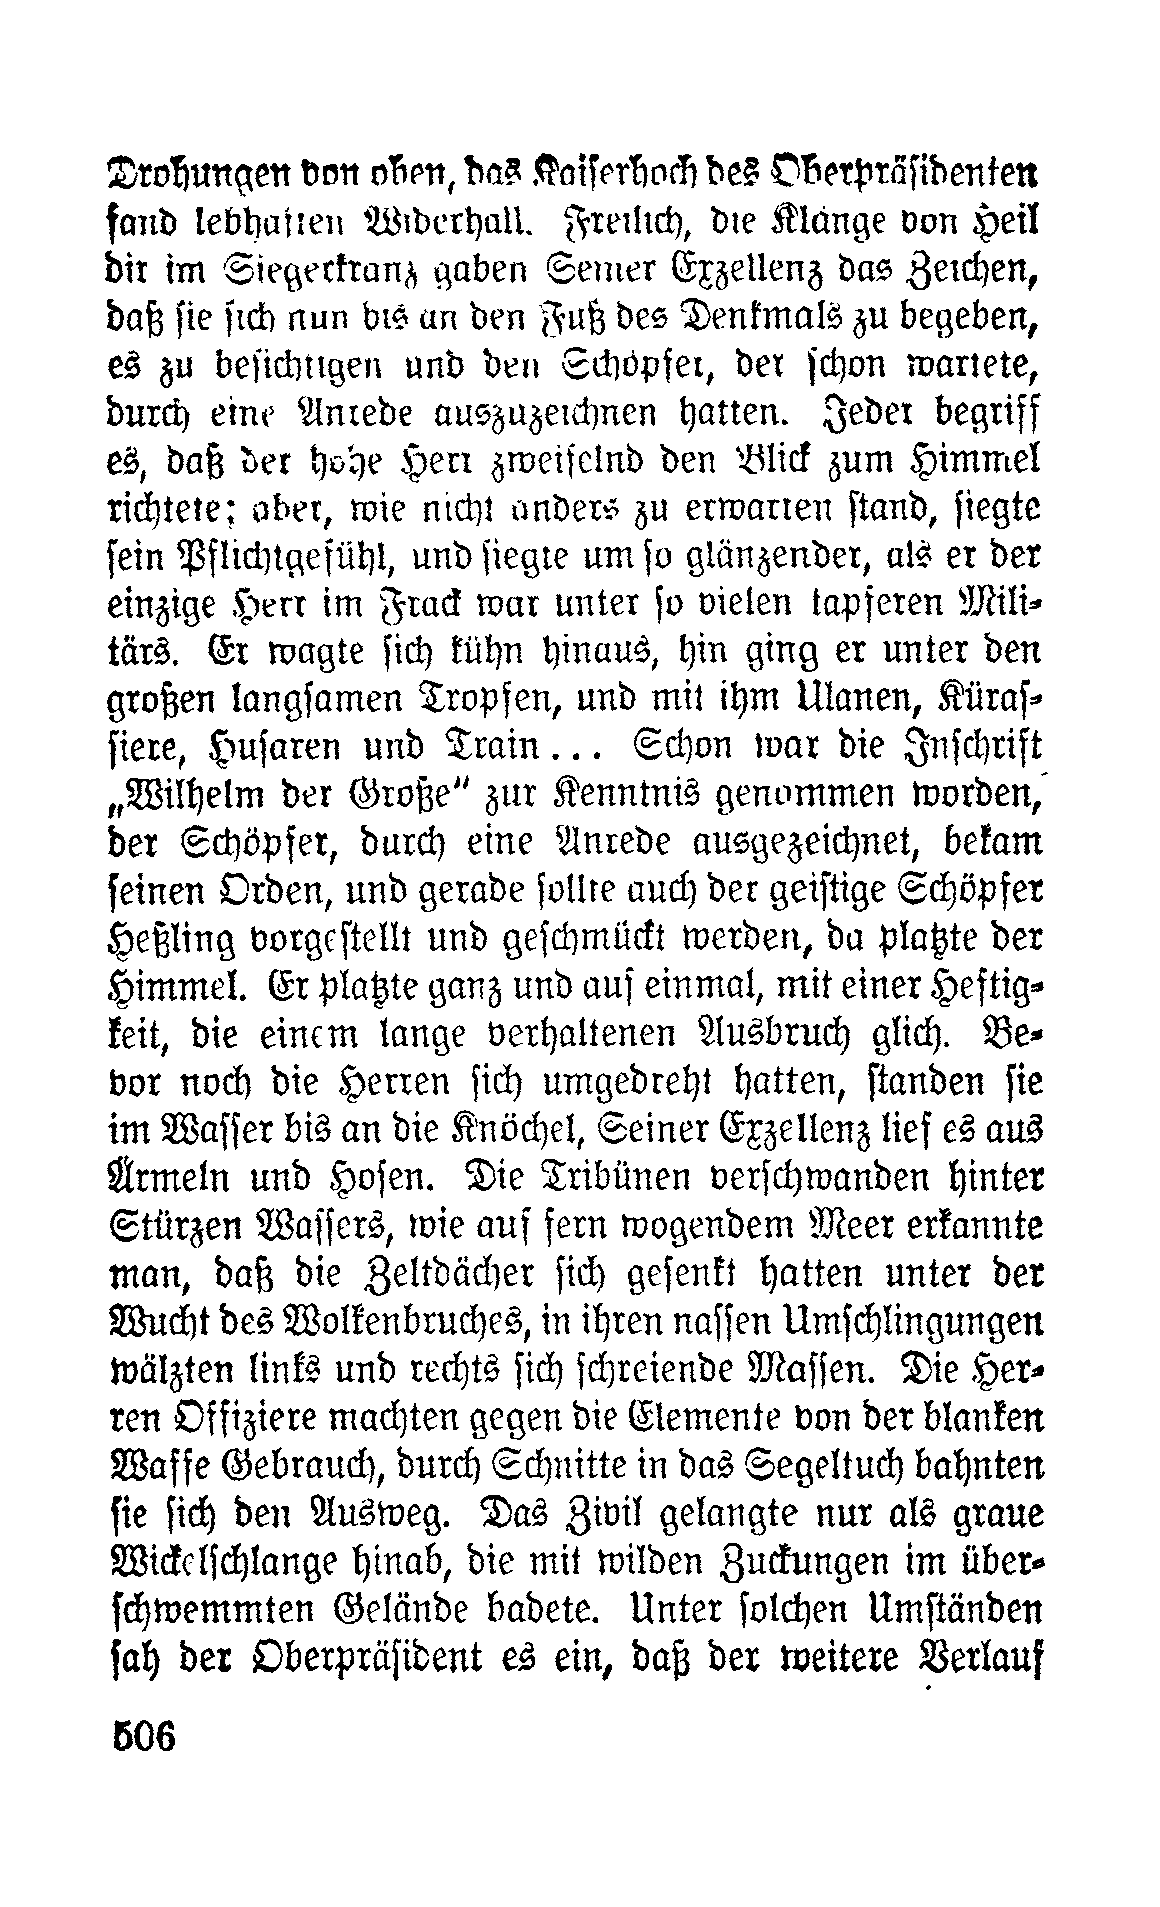 Drohungen von oben, das Kaiserhoch des Oberpräsidenten
fand lebhaften Widerhall. Freilich, die Klänge von Heil
dir im Siegerkranz gaben Seiner Exzellenz das Zeichen,
daß sie sich nun bis an den Fuß des Denkmals zu begeben,
es zu besichtigen und den Schöpfer, der schon wartete,
durch eine Anrede auszuzeichnen hatten. Jeder begriff
es, daß der hohe Herr zweifelnd den Blick zum Himmel
richtete; aber, wie nicht anders zu erwarten stand, siegte
sein Pflichtgefühl, und siegte um so glänzender, als er der
einzige Herr im Frack war unter so vielen tapferen Mili-
tärs. Er wagte sich kühn hinaus, hin ging er unter den
großen langsamen Tropfen, und mit ihm Ulanen, Küras-
siere, Husaren und Train... Schon war die Inschrift
„Wilhelm der Große“ zur Kenntnis genommen worden,
der Schöpfer, durch eine Anrede ausgezeichnet, bekam
seinen Orden, und gerade sollte auch der geistige Schöpfer
Heßling vorgestellt und geschmückt werden, da platzte der
Himmel. Er platzte ganz und auf einmal, mit einer Heftig-
keit, die einem lange verhaltenen Ausbruch glich. Be-
vor noch die Herren sich umgedreht hatten, standen sie
im Wasser bis an die Knöchel, Seiner Exzellenz lief es aus
Ärmeln und Hosen. Die Tribünen verschwanden hinter
Stürzen Wassers, wie auf fern wogendem Meer erkannte
man, daß die Zeltdächer sich gesenkt hatten unter der
Wucht des Wolkenbruches, in ihren nassen Umschlingungen
wälzten links und rechts sich schreiende Massen. Die Her-
ren Offiziere machten gegen die Elemente von der blanken
Waffe Gebrauch, durch Schnitte in das Segeltuch bahnten
sie sich den Ausweg. Das Zivil gelangte nur als graue
Wickelschlange hinab, die mit wilden Zuckungen im über-
schwemmten Gelände badete. Unter solchen Umständen
sah der Oberpräsident es ein, daß der weitere Verlauf
506